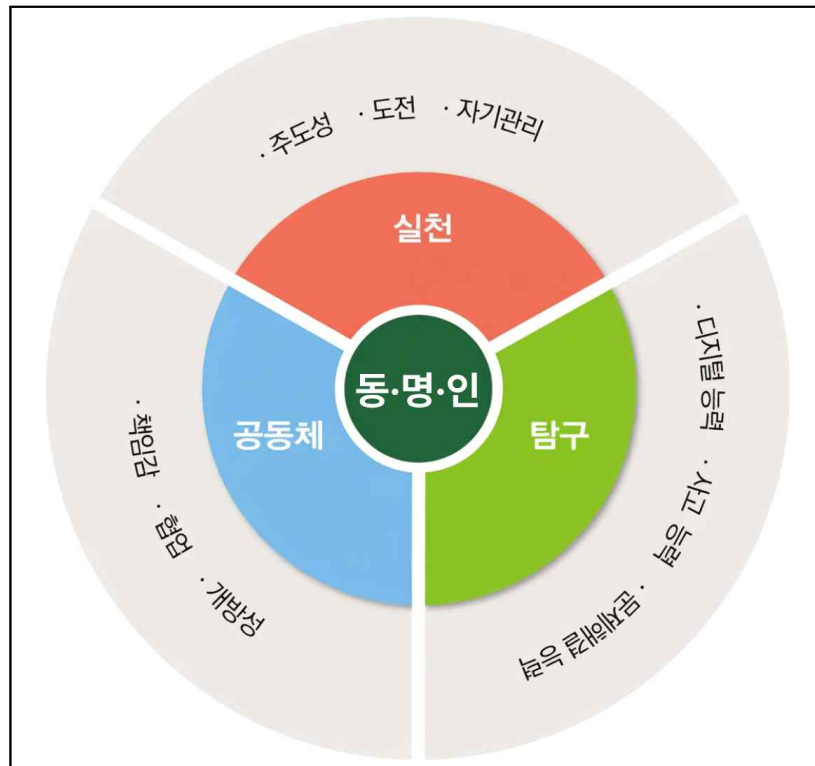 · 주도성 · 도전 · 자기관리
실천
동·명·인
공동체
탐구
· 책임감 · 협업 · 개방성
· 디지털 능력 · 사고 능력 · 문제해결 능력